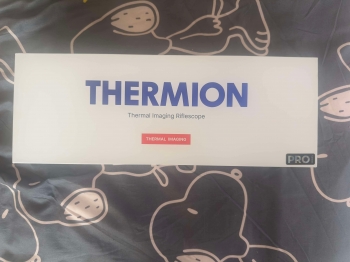 THERMION
Thermal Imaging Riflescope
THERMAL IMAGING
PRO